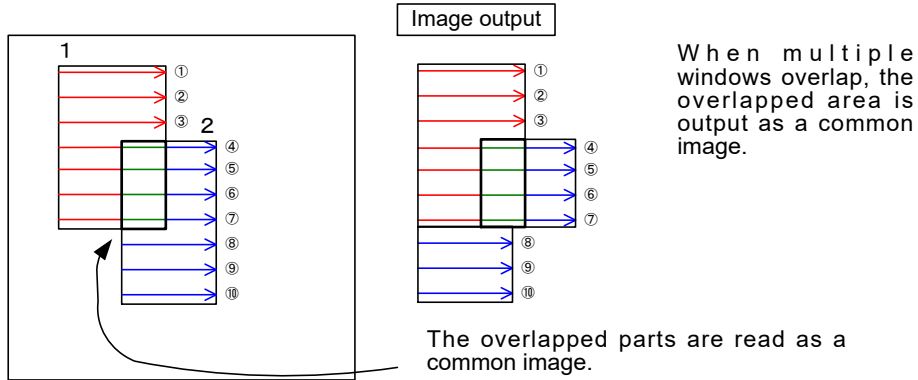 Image output
1
①
②
③
2
④
⑤
⑥
⑦
⑧
⑨
⑩
①
②
③
④
⑤
⑥
⑦
⑧
⑨
⑩
When multiple
windows overlap, the
overlapped area is
output as a common
image.
The overlapped parts are read as a
common image.